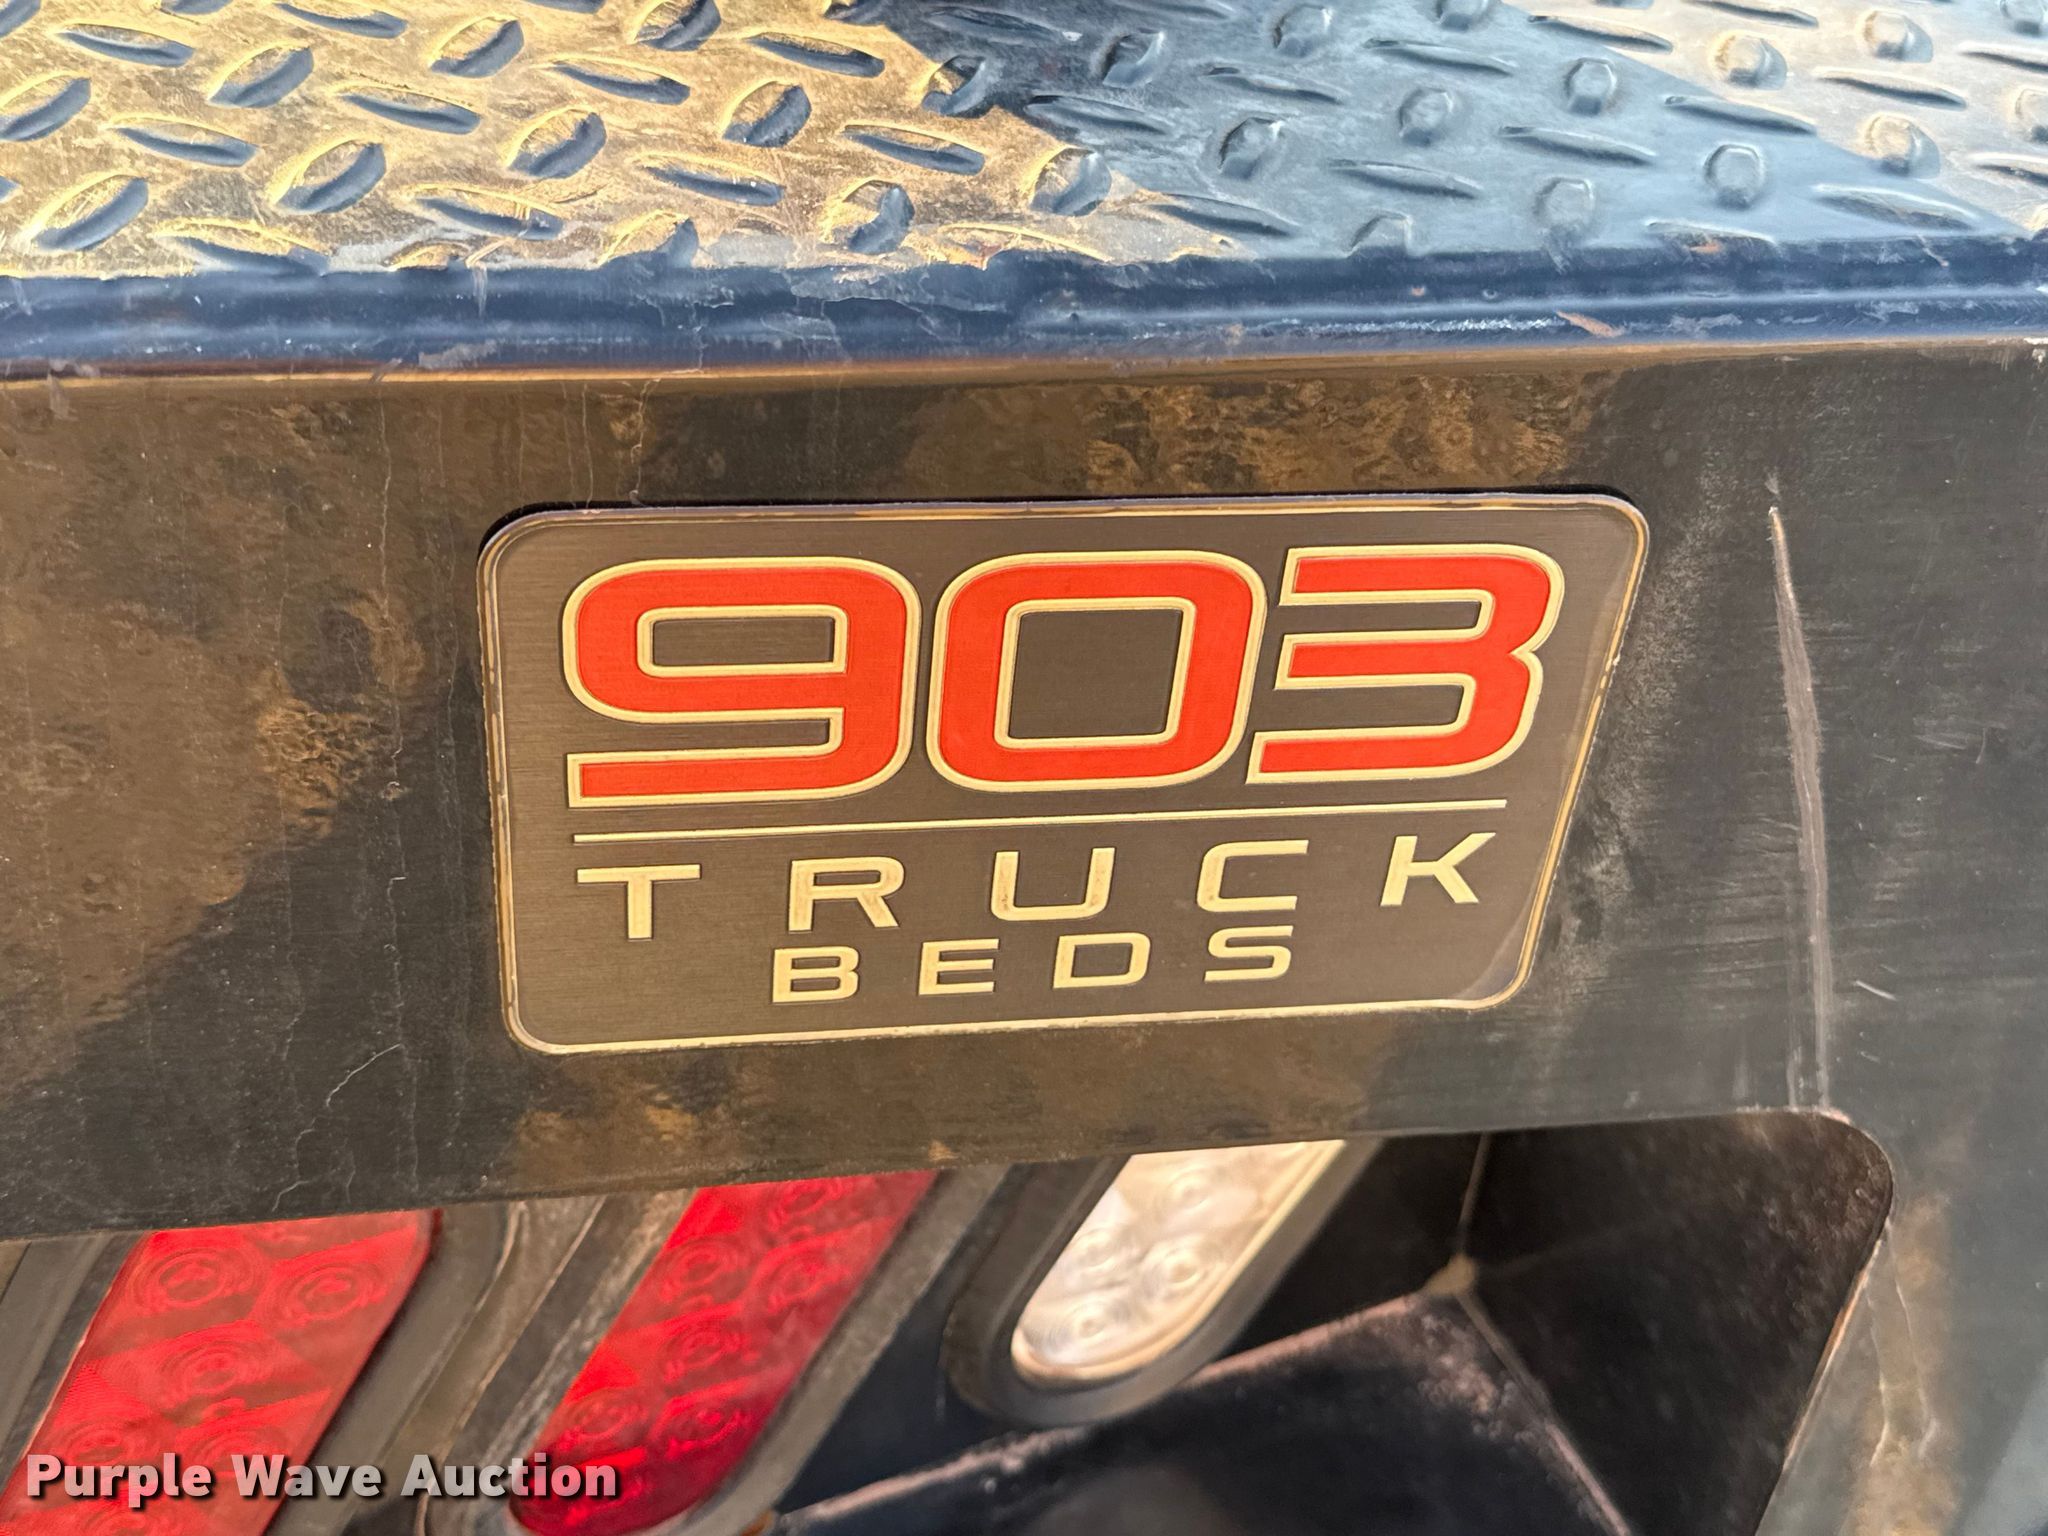 903
TRUCK
BEDS
Purple Wave Auction